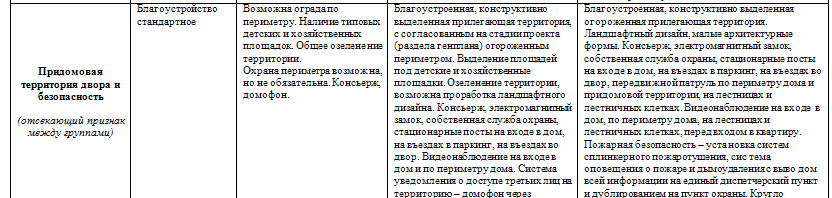 Придомовая
территория двора и
безопасность
(отсекающий признак
между группами)
Благоустройство
стандартное
Возможна ограда по
периметру. Наличие типовых
детских и хозяйственных
площадок. Общее озеленение
территории.
Охрана периметра возможна,
но не обязательна. Консьерж,
домофон.
Благоустроенная, конструктивно
выделенная прилегающая территория,
с согласованным на стадии проекта
(раздела генплана) огороженным
периметром. Выделение площадей
под детские и хозяйственные
площадки. Озеленение территории,
возможна проработка ландшафтного
дизайна. Консьерж, электромагнитный
замок, собственная служба охраны,
стационарные посты на входе в дом,
на въездах в паркинг, на въездах во
двор. Видеонаблюдение на входе в
дом и по периметру дома. Система
уведомления о доступе третьих лиц на
территорию – домофон через
Благоустроенная, конструктивно выделенная
огороженная прилегающая территория.
Ландшафтный дизайн, малые архитектурные
формы. Консьерж, электромагнитный замок,
собственная служба охраны, стационарные посты
на входе в дом, на въездах в паркинг, на въездах во
двор, передвижной патруль по периметру дома и
придомовой территории, на лестницах и
лестничных клетках. Видеонаблюдение на входе в
дом, по периметру дома, на лестницах и
лестничных клетках, перед входом в квартиру.
Пожарная безопасность – установка систем
сплинкерного пожаротушения, система
оповещения о пожаре и дымоудаления с выводом
всей информации на единый диспетчерский пункт
и дублированием на пункт охраны. Кругло